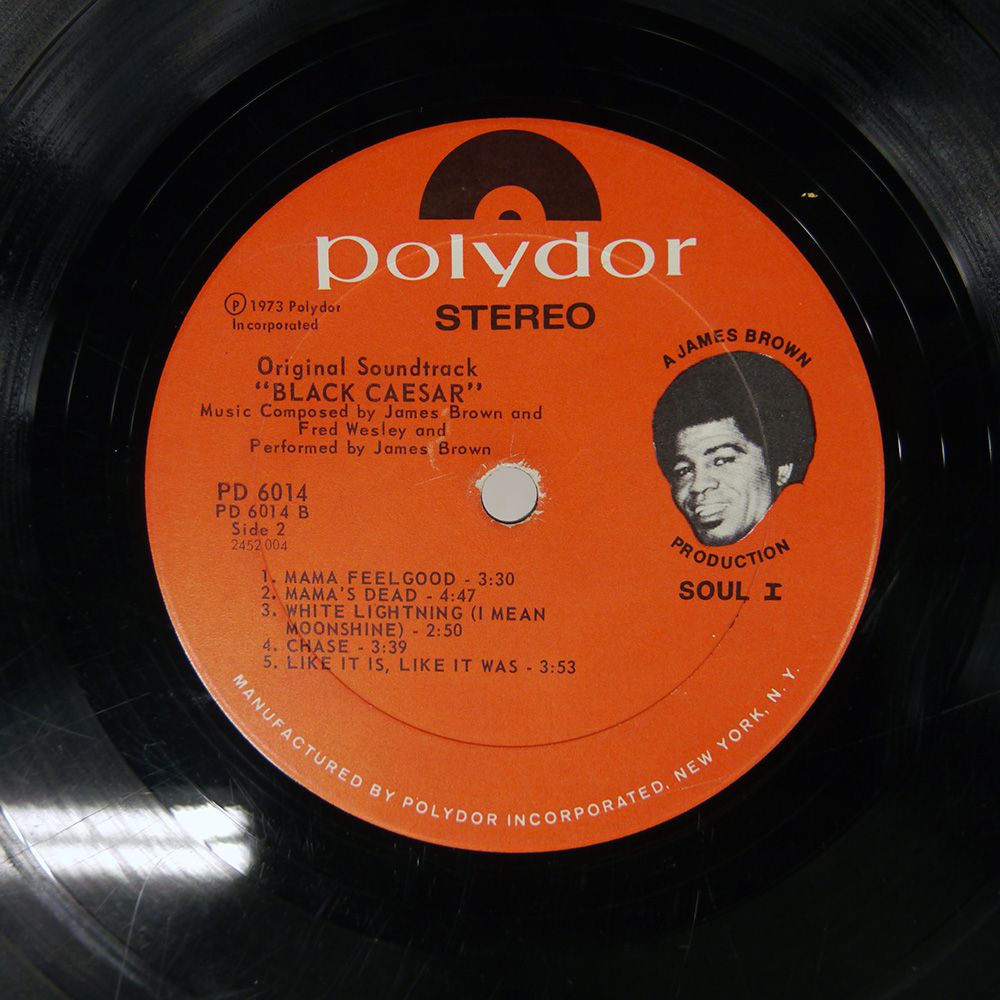 polydor
STEREO
Ⓟ 1973 Polydor
Incorporated
Original Soundtrack
"BLACK CAESAR"
Music Composed by James Brown and
Fred Wesley and
Performed by James Brown
A JAMES BROWN
PRODUCTION
SOUL I
PD 6014
PD 6014 B
Side 2
2452 004
1. MAMA FEELGOOD - 3:30
2. MAMA'S DEAD - 4:47
3. WHITE LIGHTNING (I MEAN
MOONSHINE) - 2:50
4. CHASE - 3:39
5. LIKE IT IS, LIKE IT WAS - 3:53
MANUFACTURED BY POLYDOR INCORPORATED, NEW YORK, N.Y.